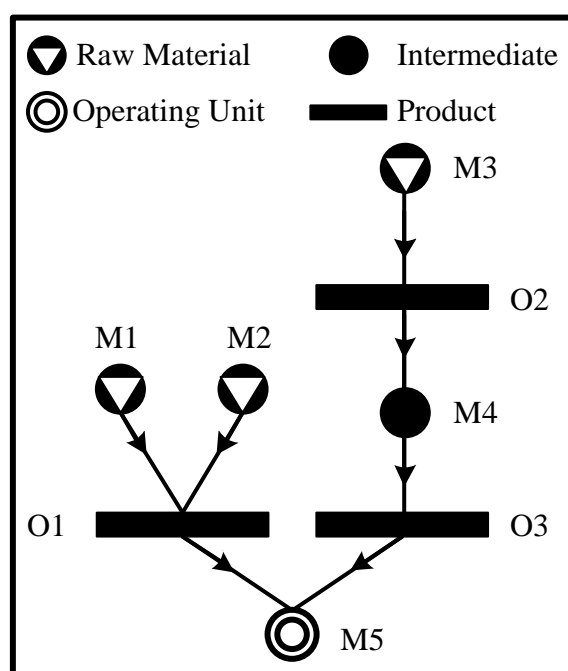 Raw Material
Intermediate
Operating Unit
Product
M3
O2
M1
M2
M4
O1
O3
M5